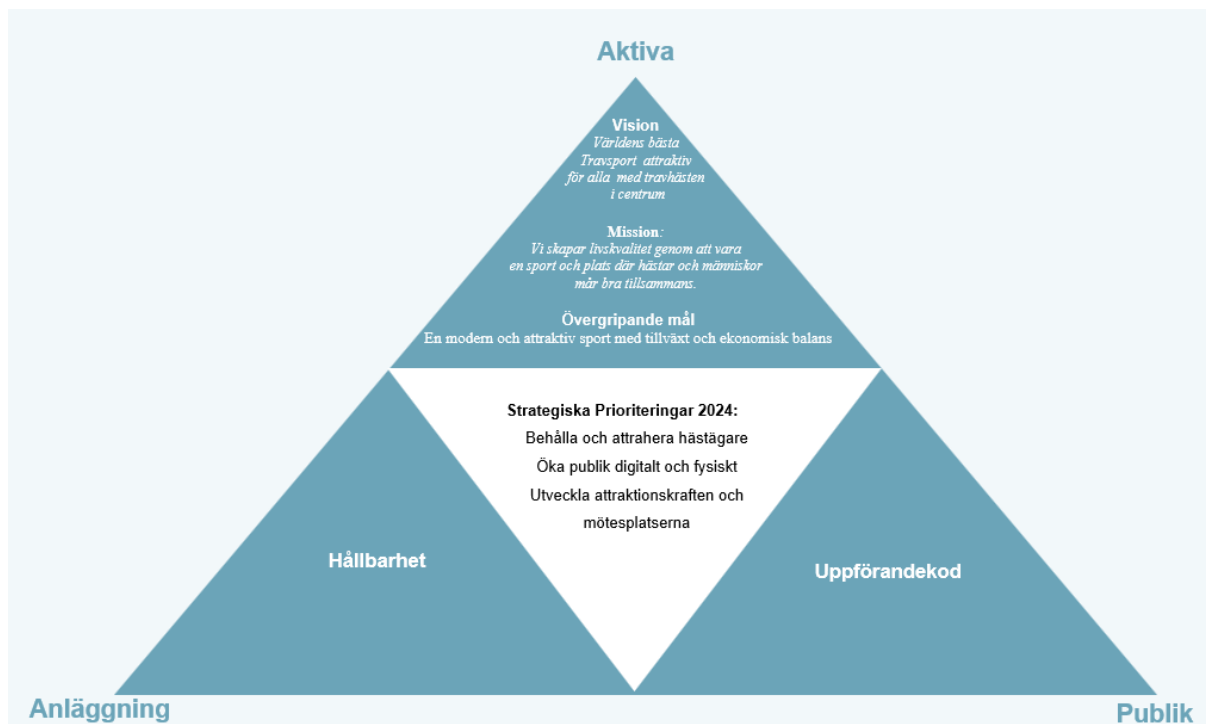 Aktiva
Vision
Världens bästa
Travsport attraktiv
för alla med travhästen
i centrum
Mission:
Vi skapar livskvalitet genom att vara
en sport och plats där hästar och människor
mår bra tillsammans.
Övergripande mål
En modern och attraktiv sport med tillväxt och ekonomisk balans
Strategiska Prioriteringar 2024:
Behålla och attrahera hästägare
Öka publik digitalt och fysiskt
Utveckla attraktionskraften och
mötesplatserna
Hållbarhet
Uppförandekod
Anläggning
Publik